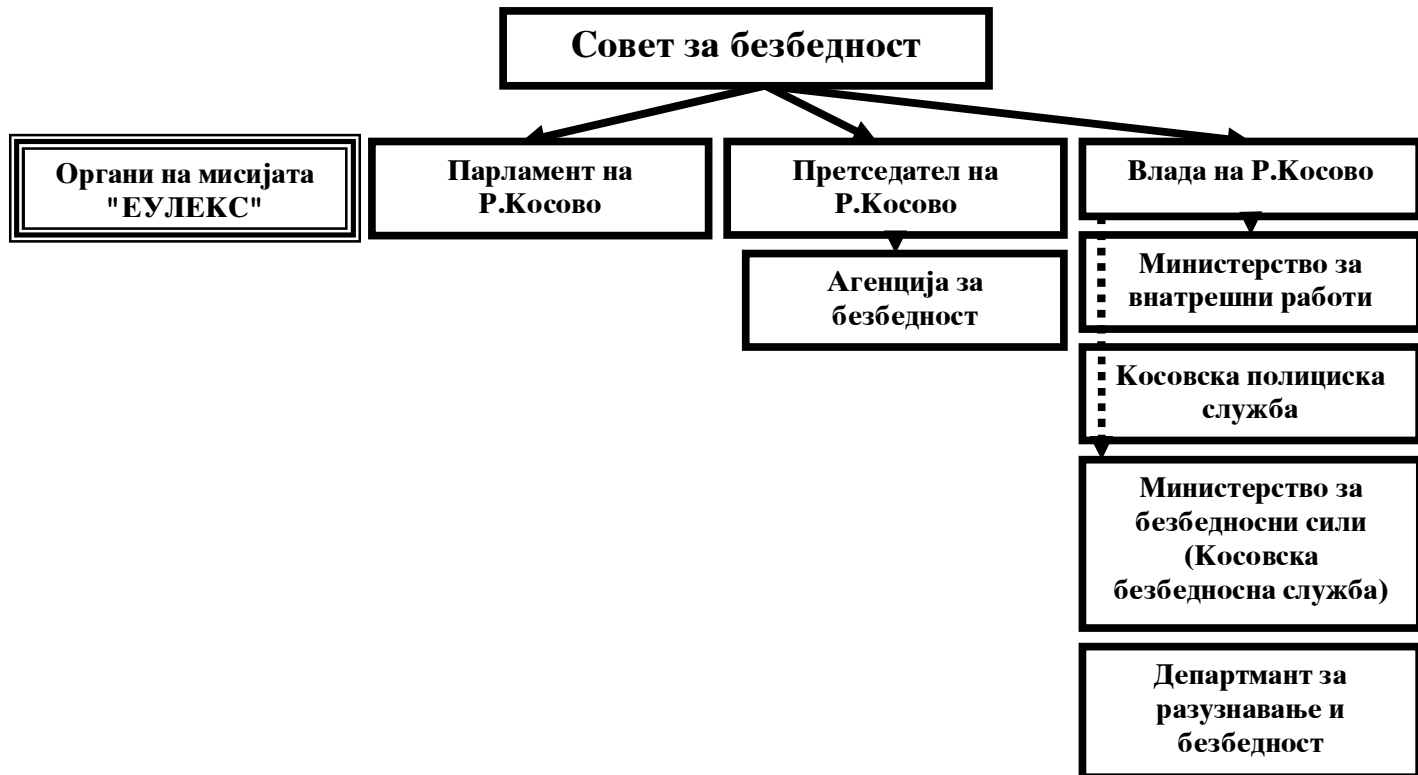 Совет за безбедност
Органи на мисијата
"ЕУЛЕКС"
Парламент на
Р.Косово
Претседател на
Р.Косово
Влада на Р.Косово
Агенција за
безбедност
Министерство за
внатрешни работи
Косовска полициска
служба
Министерство за
безбедносни сили
(Косовска
безбедносна служба)
Департмант за
разузнавање и
безбедност